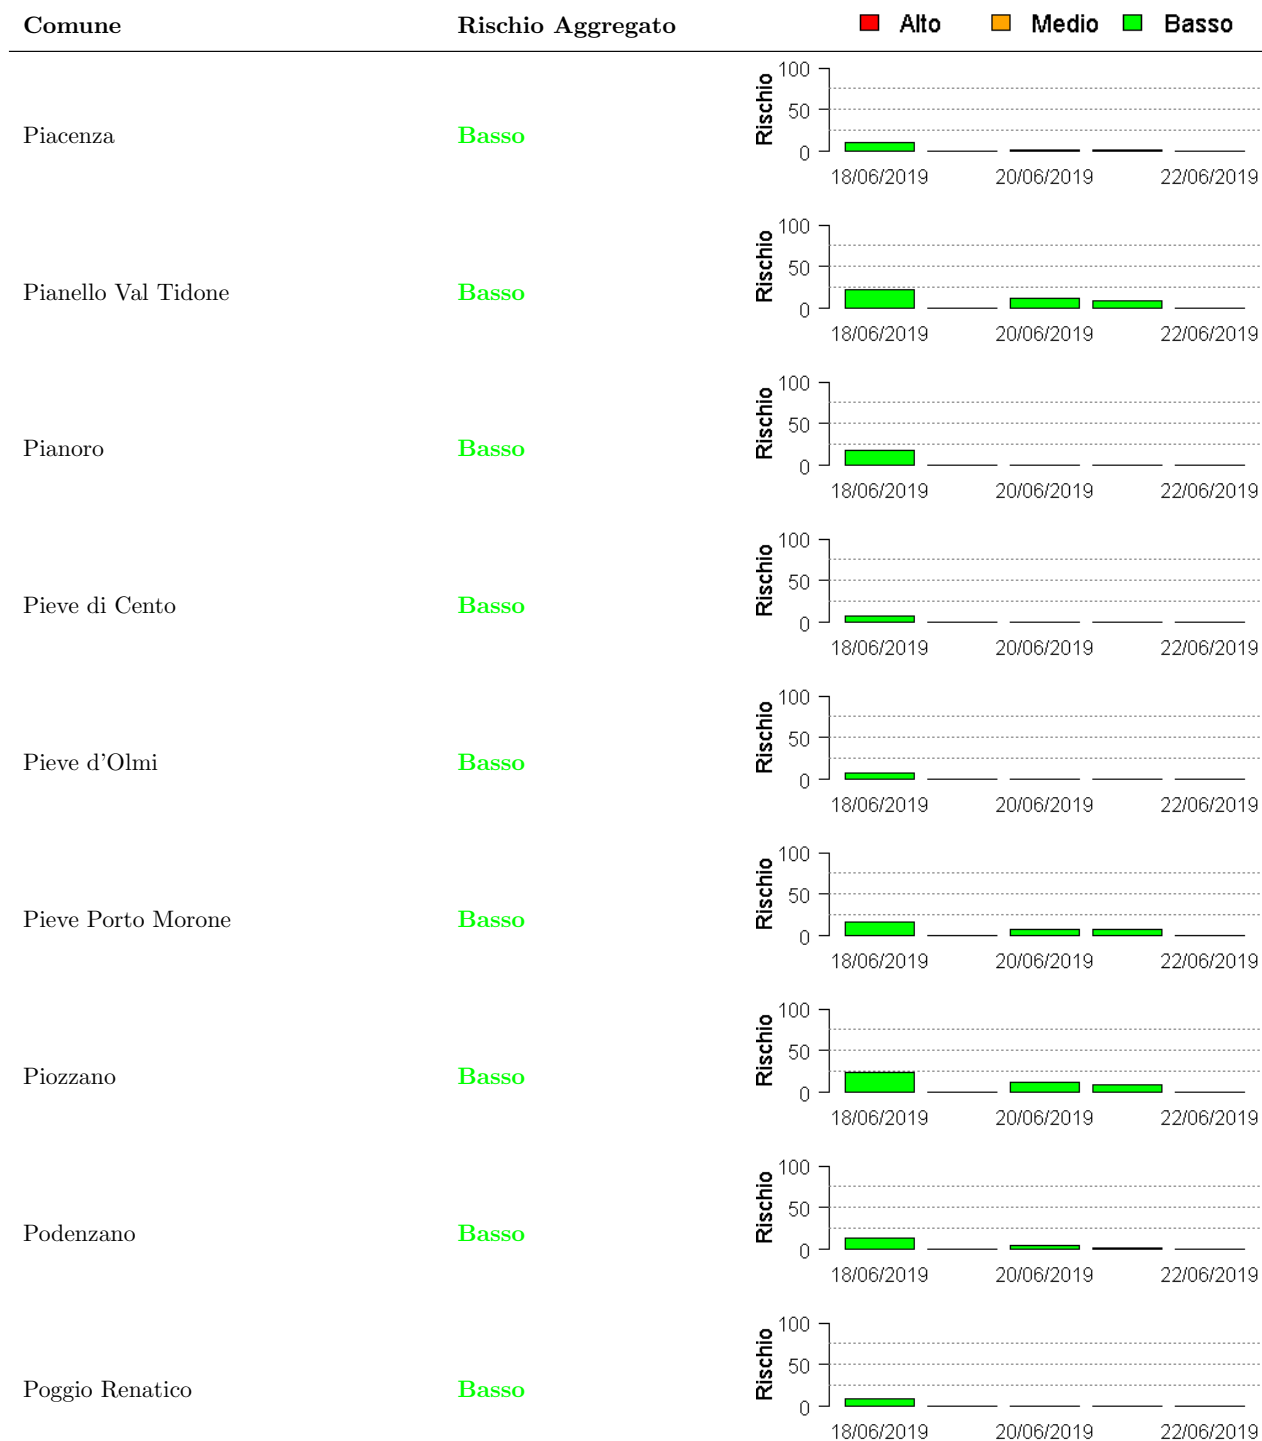 Comune Rischio Aggregato Alto Medio Basso
Piacenza Basso Rischio 100 50 0
18/06/2019 20/06/2019 22/06/2019
Pianello Val Tidone Basso Rischio 100 50 0
18/06/2019 20/06/2019 22/06/2019
Pianoro Basso Rischio 100 50 0
18/06/2019 20/06/2019 22/06/2019
Pieve di Cento Basso Rischio 100 50 0
18/06/2019 20/06/2019 22/06/2019
Pieve d'Olmi Basso Rischio 100 50 0
18/06/2019 20/06/2019 22/06/2019
Pieve Porto Morone Basso Rischio 100 50 0
18/06/2019 20/06/2019 22/06/2019
Piozzano Basso Rischio 100 50 0
18/06/2019 20/06/2019 22/06/2019
Podenzano Basso Rischio 100 50 0
18/06/2019 20/06/2019 22/06/2019
Poggio Renatico Basso Rischio 100 50 0
18/06/2019 20/06/2019 22/06/2019